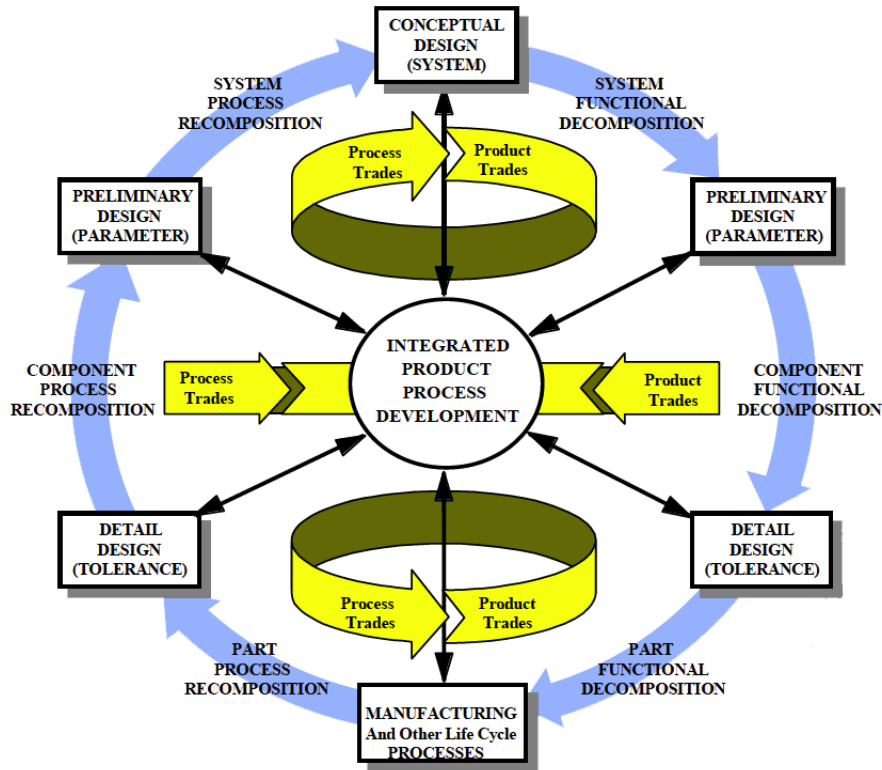 CONCEPTUAL
DESIGN
(SYSTEM)
SYSTEM
PROCESS
RECOMPOSITION
SYSTEM
FUNCTIONAL
DECOMPOSITION
Process
Trades
Product
Trades
PRELIMINARY
DESIGN
(PARAMETER)
PRELIMINARY
DESIGN
(PARAMETER)
INTEGRATED
PRODUCT
PROCESS
DEVELOPMENT
COMPONENT
PROCESS
RECOMPOSITION
Process
Trades
Product
Trades
COMPONENT
FUNCTIONAL
DECOMPOSITION
DETAIL
DESIGN
(TOLERANCE)
DETAIL
DESIGN
(TOLERANCE)
Process
Trades
Product
Trades
PART
PROCESS
RECOMPOSITION
PART
FUNCTIONAL
DECOMPOSITION
MANUFACTURING
And Other Life Cycle
PROCESSES